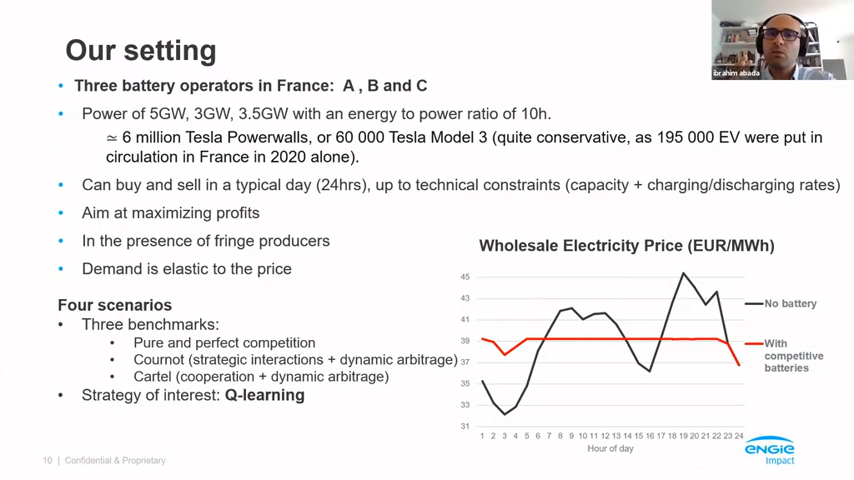 Our setting
ibrahim abada
• Three battery operators in France: A , B and C
• Power of 5GW, 3GW, 3.5GW with an energy to power ratio of 10h.
≃ 6 million Tesla Powerwalls, or 60 000 Tesla Model 3 (quite conservative, as 195 000 EV were put in
circulation in France in 2020 alone).
• Can buy and sell in a typical day (24hrs), up to technical constraints (capacity + charging/discharging rates)
• Aim at maximizing profits
• In the presence of fringe producers
• Demand is elastic to the price
Four scenarios
• Three benchmarks:
• Pure and perfect competition
• Cournot (strategic interactions + dynamic arbitrage)
• Cartel (cooperation + dynamic arbitrage)
• Strategy of interest: Q-learning
Wholesale Electricity Price (EUR/MWh)
45
43
41
39
37
35
33
31
1 2 3 4 5 6 7 8 9 10 11 12 13 14 15 16 17 18 19 20 21 22 23 24
Hour of day
No battery
With
competitive
batteries
10 | Confidential & Proprietary
ENGIE
Impact